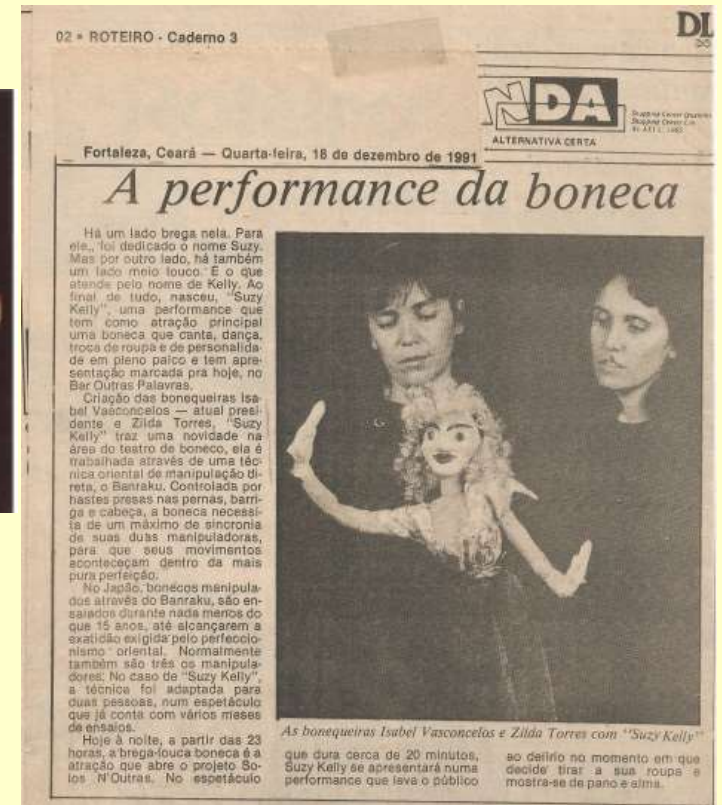 02 • ROTEIRO - Caderno 3
DI
DO
NDA
ALTERNATIVA CERTA
Fortaleza, Ceará — Quarta-feira, 18 de dezembro de 1991
A performance da boneca
Há um lado brega nela. Para
ele, foi dedicado o nome Suzy.
Mas por outro lado, há também
um lado meio louco. É o que
atende pelo nome de Kelly. Ao
final de tudo, nasceu, "Suzy
Kelly", uma performance que
tem como atração principal
uma boneca que canta, dança,
troca de roupa e de personalida-
de em pleno palco e tem apre-
sentação marcada pra hoje, no
Bar Outras Palavras.
Criação das bonequeiras Isa-
bel Vasconcelos — atual presi-
dente e Zilda Torres, "Suzy
Kelly" traz uma novidade na
área do teatro de boneco, ela é
trabalhada através de uma téc-
nica oriental de manipulação di-
reta, o Banraku. Controlada por
hastes presas nas pernas, barri-
ga e cabeça, a boneca necessi-
ta de um máximo de sincronia
de suas duas manipuladoras,
para que seus movimentos
aconteçam dentro da mais
pura perfeição.
No Japão, bonecos manipula-
dos através do Banraku, são en-
saiados durante nada menos do
que 15 anos, até alcançarem a
exatidão exigida pelo perfeccio-
nismo oriental. Normalmente
também são três os manipula-
dores. No caso de "Suzy Kelly",
a técnica foi adaptada para
duas pessoas, num espetáculo
que já conta com vários meses
de ensaios.
Hoje à noite, a partir das 23
horas, a brega-louca boneca é a
atração que abre o projeto So-
los N'Outras. No espetáculo
As bonequeiras Isabel Vasconcelos e Zilda Torres com "Suzy Kelly"
que dura cerca de 20 minutos,
Suzy Kelly se apresentará numa
performance que leva o público
ao delírio no momento em que
decide tirar a sua roupa e
mostra-se de pano e alma.